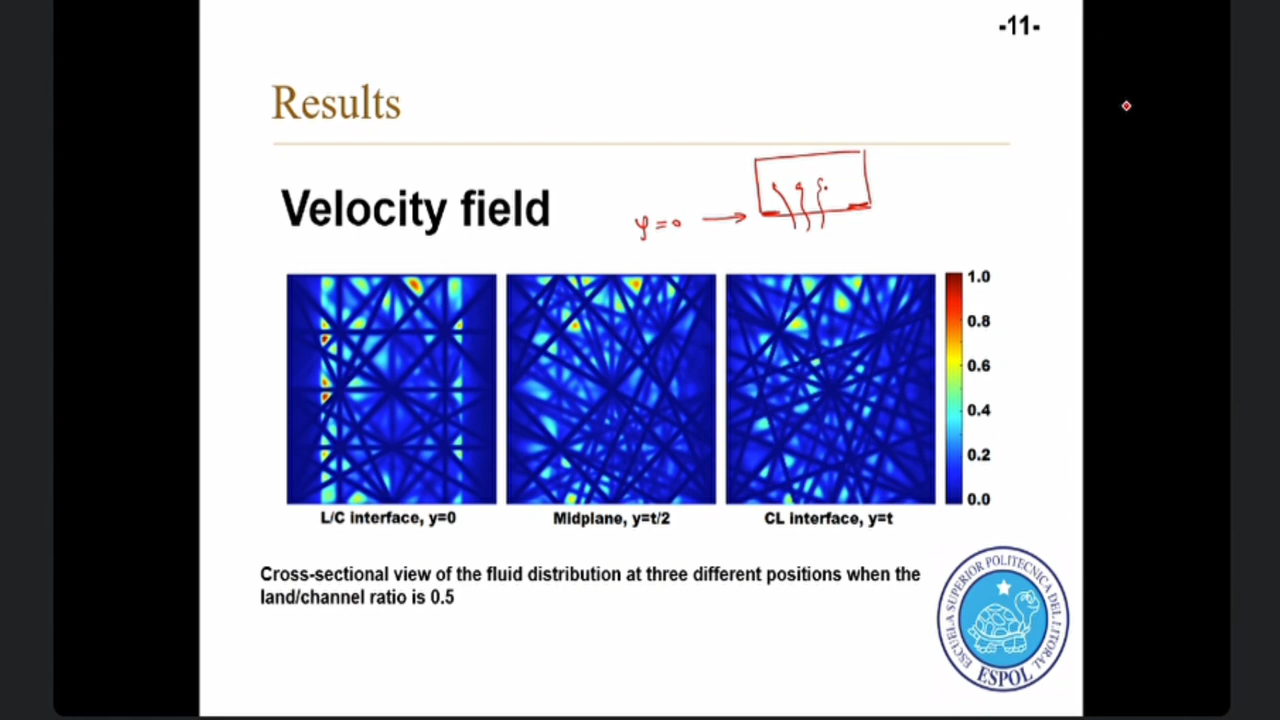 -11-
Results
Velocity field
y=0
1.0
0.8
0.6
0.4
0.2
0.0
L/C interface, y=0
Midplane, y=t/2
CL interface, y=t
Cross-sectional view of the fluid distribution at three different positions when the
land/channel ratio is 0.5
ESCUELA SUPERIOR POLITECNICA DEL LITORAL
ESPOL